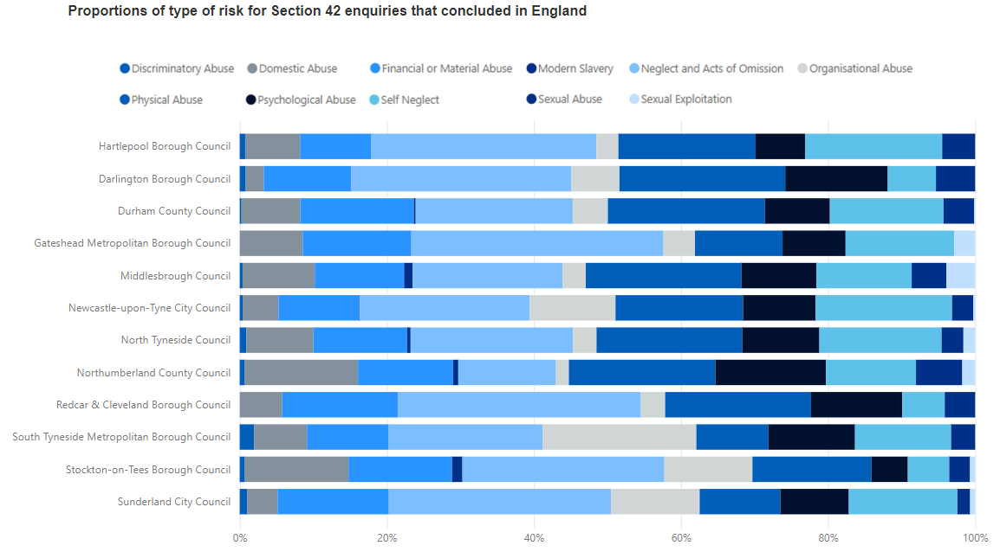 Proportions of type of risk for Section 42 enquiries that concluded in England
Discriminatory Abuse Domestic Abuse Financial or Material Abuse Modern Slavery Neglect and Acts of Omission Organisational Abuse
Physical Abuse Psychological Abuse Self Neglect Sexual Abuse Sexual Exploitation
Hartlepool Borough Council
Darlington Borough Council
Durham County Council
Gateshead Metropolitan Borough Council
Middlesbrough Council
Newcastle-upon-Tyne City Council
North Tyneside Council
Northumberland County Council
Redcar & Cleveland Borough Council
South Tyneside Metropolitan Borough Council
Stockton-on-Tees Borough Council
Sunderland City Council
0% 20% 40% 60% 80% 100%